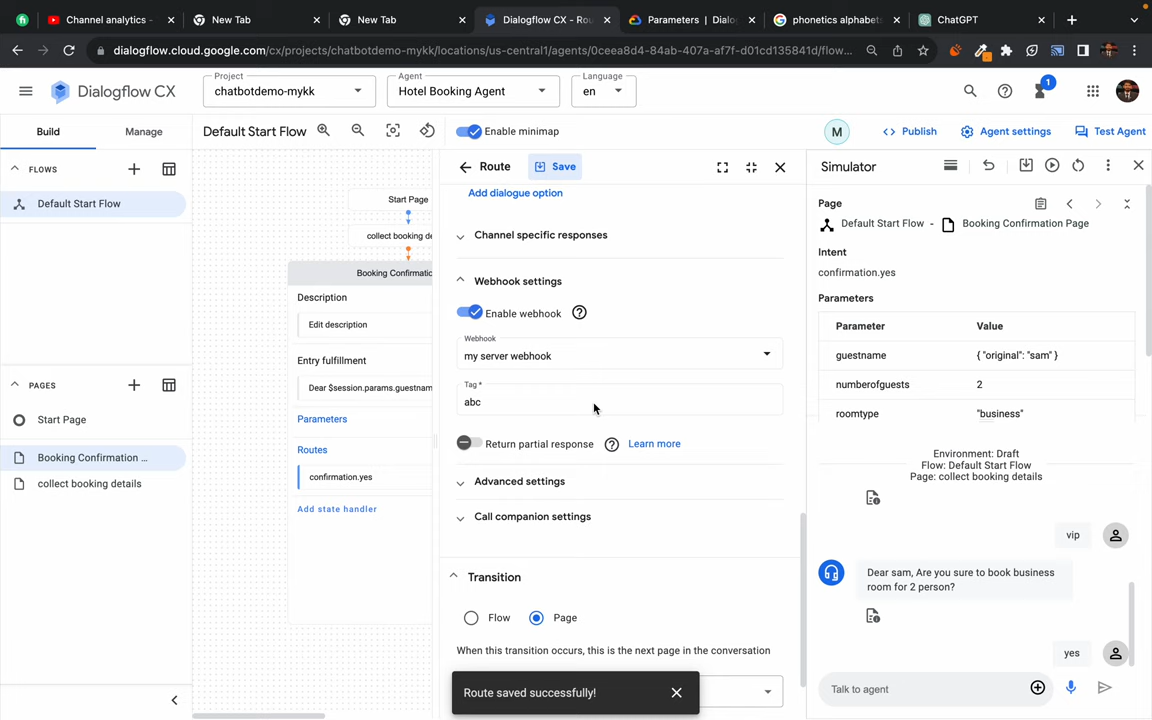 Channel analytics -
New Tab
New Tab
Dialogflow CX - Rou
Parameters | Dialog
phonetics alphabets
ChatGPT
dialogflow.cloud.google.com/cx/projects/chatbotdemo-mykk/locations/us-central1/agents/0ceea8d4-84ab-407a-af7f-d01cd135841d/flow...
Dialogflow CX
Project
chatbotdemo-mykk
Agent
Hotel Booking Agent
Language
en
1
Build
Manage
Default Start Flow
Enable minimap
M
Publish
Agent settings
Test Agent
FLOWS
Default Start Flow
PAGES
Start Page
Booking Confirmation ...
collect booking details
Start Page
collect booking de
Booking Confirmatio
Description
Edit description
Entry fulfillment
Dear $session.params.guestnam
Parameters
Routes
confirmation.yes
Add state handler
Route
Save
Add dialogue option
Channel specific responses
Webhook settings
Enable webhook
Webhook
my server webhook
Tag *
abc
Return partial response
Learn more
Advanced settings
Call companion settings
Transition
Flow
Page
When this transition occurs, this is the next page in the conversation
Route saved successfully!
Simulator
Page
Default Start Flow - Booking Confirmation Page
Intent
confirmation.yes
Parameters
Parameter Value
guestname { "original": "sam" }
numberofguests 2
roomtype "business"
Environment: Draft
Flow: Default Start Flow
Page: collect booking details
vip
Dear sam, Are you sure to book business
room for 2 person?
yes
Talk to agent